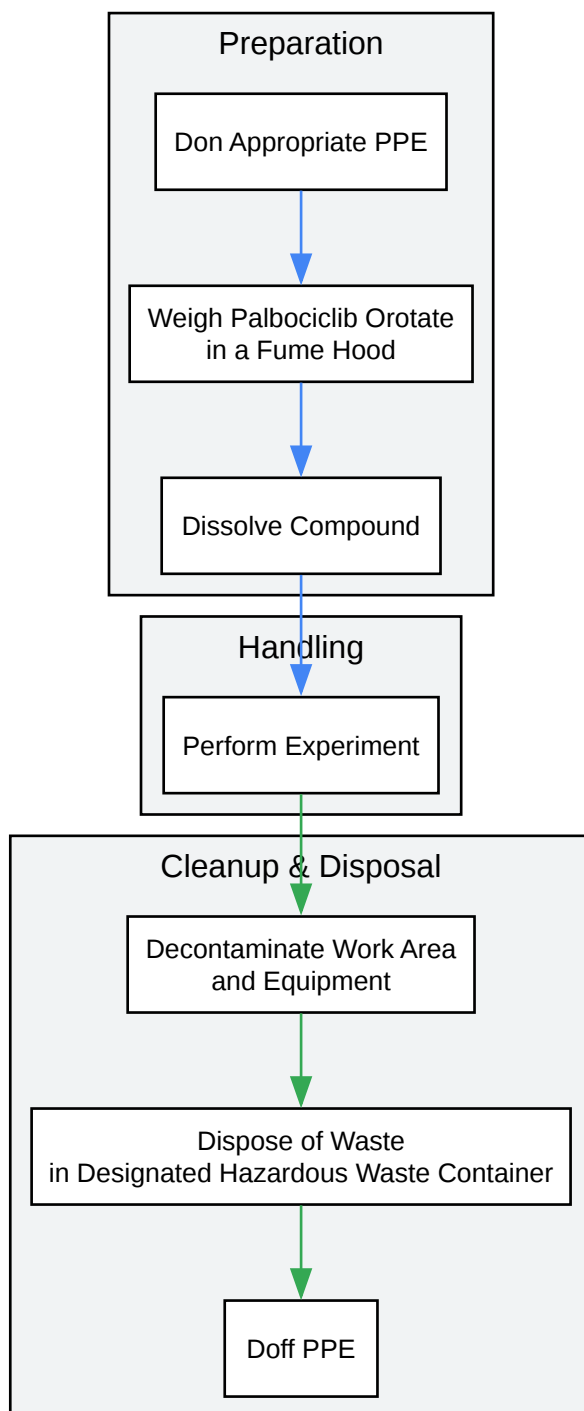 Preparation
Don Appropriate PPE
Weigh Palbociclib Orotate
in a Fume Hood
Dissolve Compound
Handling
Perform Experiment
Cleanup & Disposal
Decontaminate Work Area
and Equipment
Dispose of Waste
in Designated Hazardous Waste Container
Doff PPE